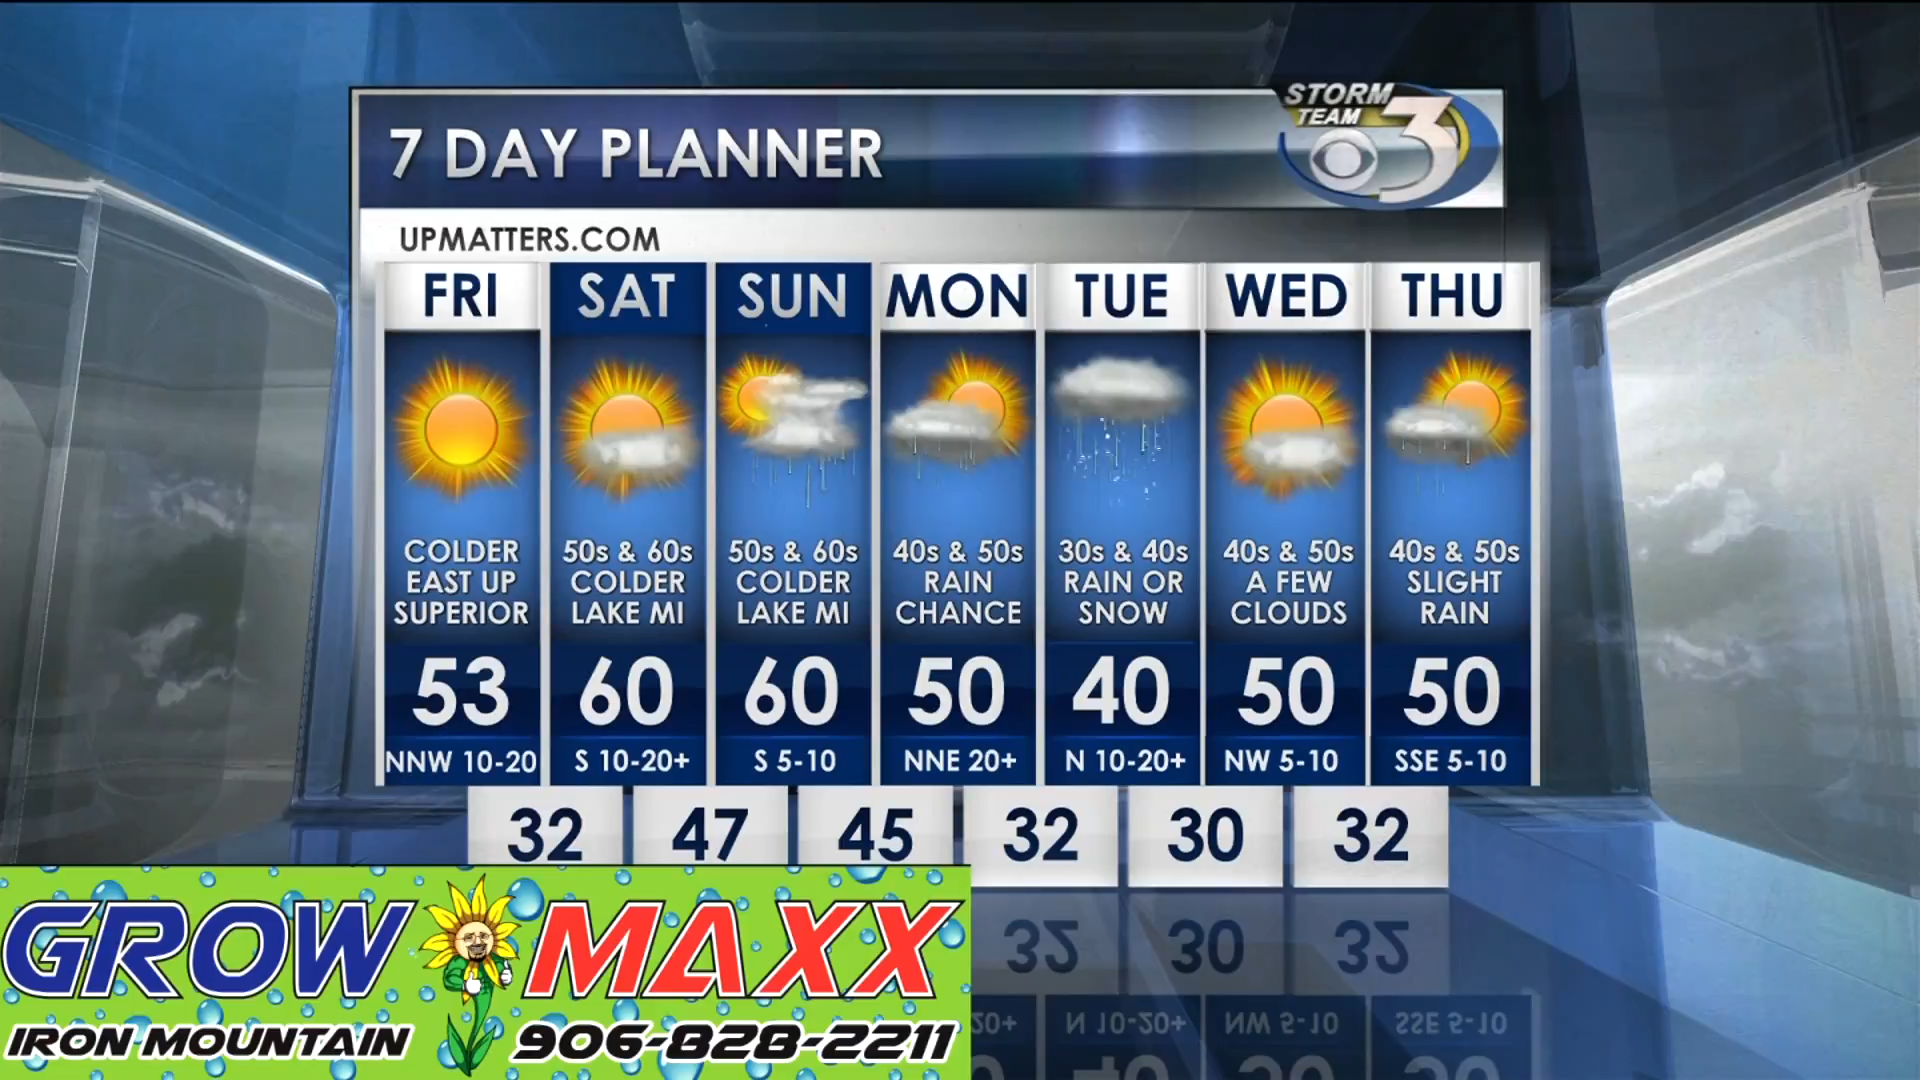 STORM
TEAM
3
7 DAY PLANNER
UPMATTERS.COM
FRI SAT SUN MON TUE WED THU
COLDER
EAST UP
SUPERIOR
50s & 60s
COLDER
LAKE MI
50s & 60s
COLDER
LAKE MI
40s & 50s
RAIN
CHANCE
30s & 40s
RAIN OR
SNOW
40s & 50s
A FEW
CLOUDS
40s & 50s
SLIGHT
RAIN
53 60 60 50 40 50 50
NNW 10-20 S 10-20+ S 5-10 NNE 20+ N 10-20+ NW 5-10 SSE 5-10
32 47 45 32 30 32
GROW MAXX
IRON MOUNTAIN 906-828-2211